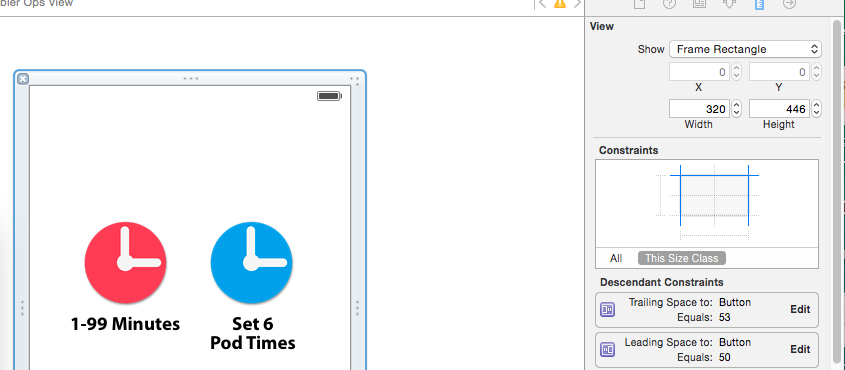 Ops View
View
Show Frame Rectangle
0 0
X Y
320 446
Width Height
Constraints
All This Size Class
Descendant Constraints
Trailing Space to: Button
Equals: 53
Edit
Leading Space to: Button
Equals: 50
Edit
1-99 Minutes
Set 6
Pod Times